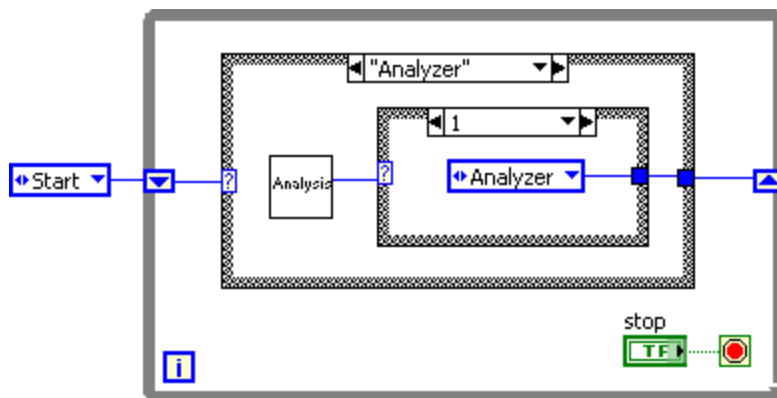 "Analyzer"
1
Start
?
Analysis
?
Analyzer
stop
TF
i